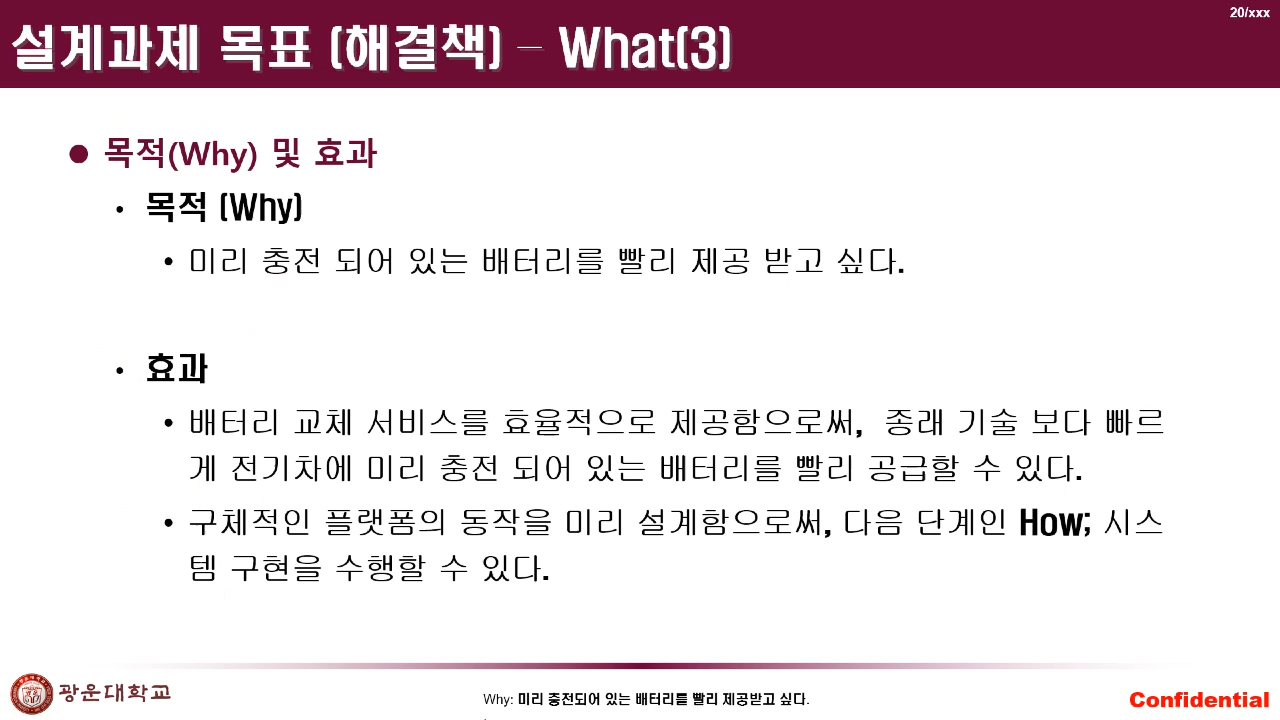 20/xxx
설계과제 목표 (해결책) – What(3)
● 목적(Why) 및 효과
• 목적 (Why)
• 미리 충전 되어 있는 배터리를 빨리 제공 받고 싶다.
• 효과
• 배터리 교체 서비스를 효율적으로 제공함으로써, 종래 기술 보다 빠르
게 전기차에 미리 충전 되어 있는 배터리를 빨리 공급할 수 있다.
• 구체적인 플랫폼의 동작을 미리 설계함으로써, 다음 단계인 How; 시스
템 구현을 수행할 수 있다.
광운대학교
Why: 미리 충전되어 있는 배터리를 빨리 제공받고 싶다.
Confidential